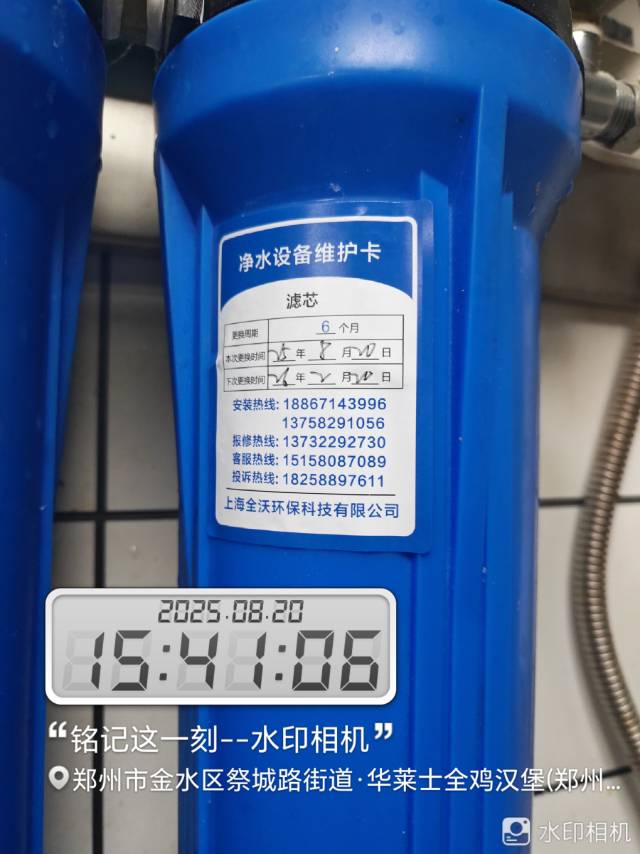 净水设备维护卡
滤芯
更换周期 6 个月
本次更换时间 25 年 8 月 20 日
下次更换时间 26 年 2 月 20 日
安装热线: 18867143996
13758291056
报修热线: 13732292730
客服热线: 15158087089
投诉热线: 18258897611
上海全沃环保科技有限公司
2025.08.20
15:41:06
“铭记这一刻--水印相机”
郑州市金水区祭城路街道·华莱士全鸡汉堡(郑州...
水印相机